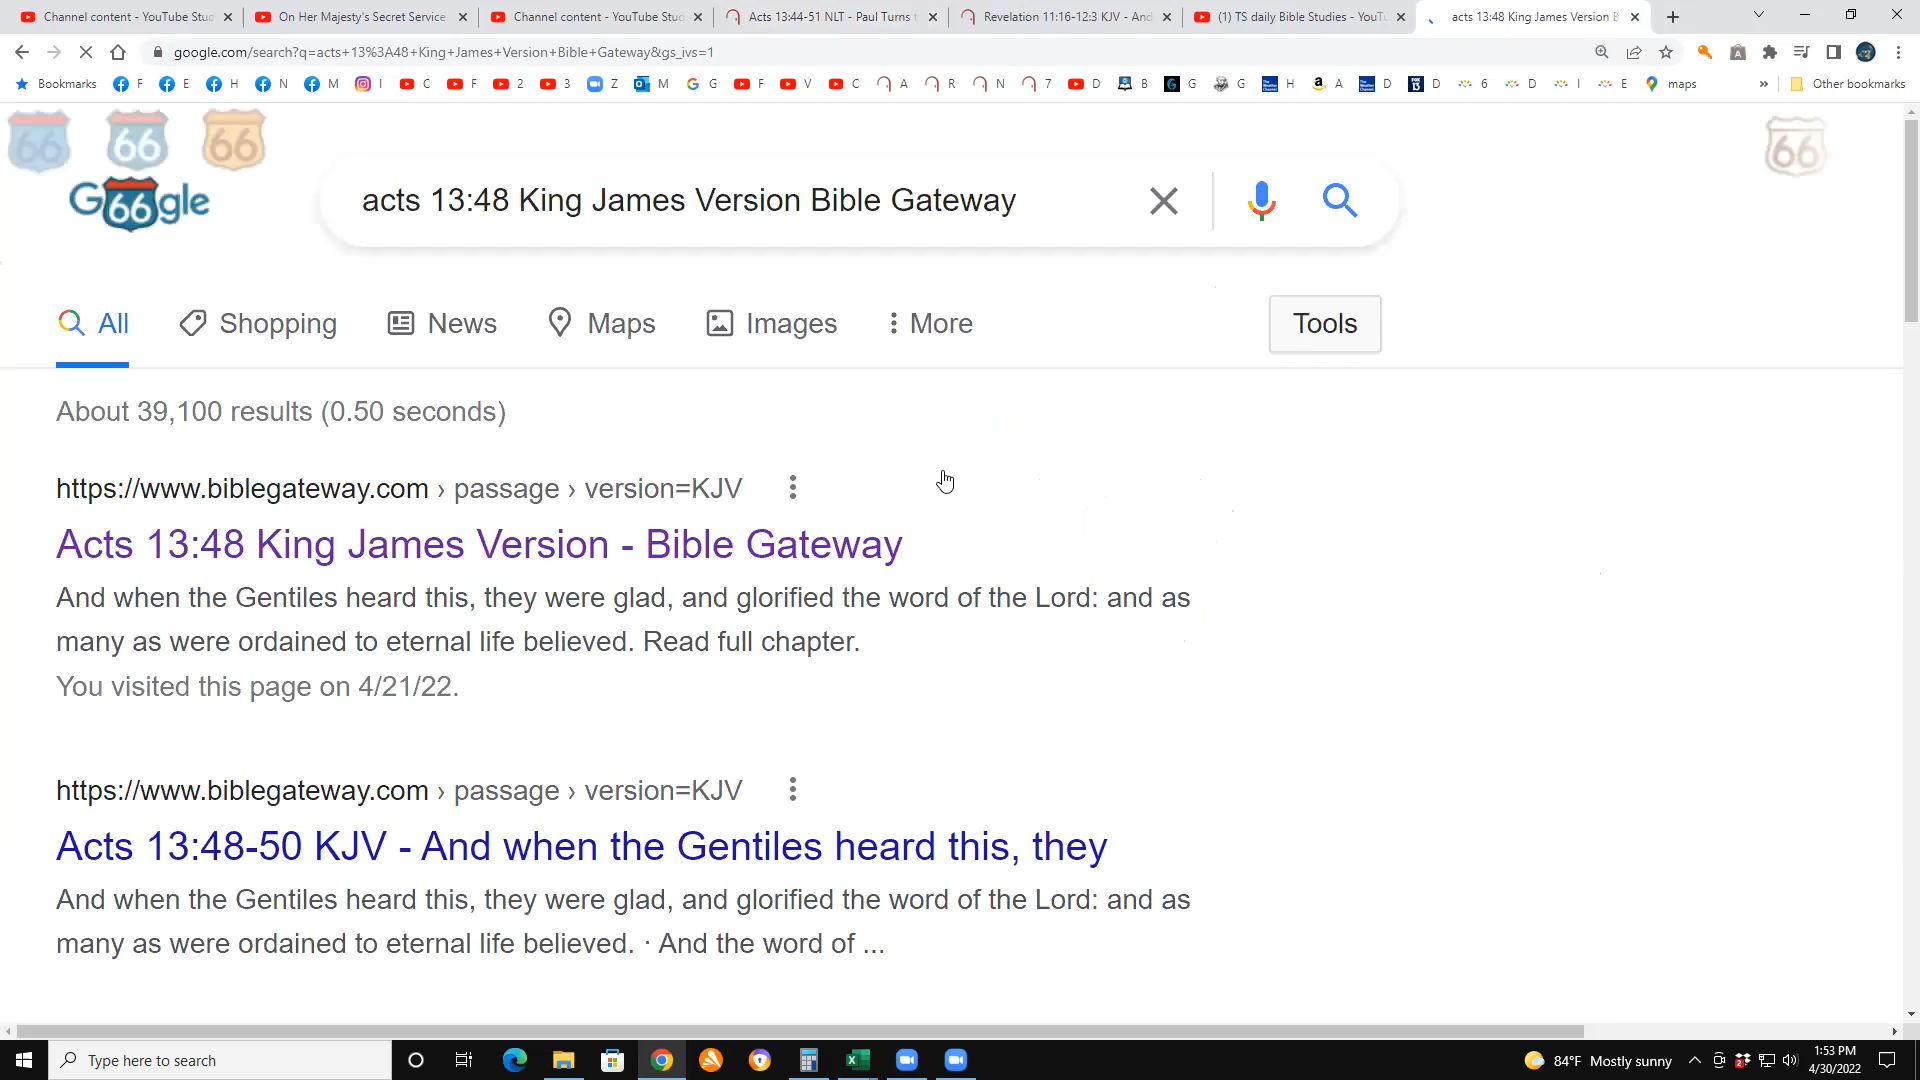 Channel content - YouTube Stud
On Her Majesty's Secret Service
Channel content - YouTube Stud
Acts 13:44-51 NLT - Paul Turns t
Revelation 11:16-12:3 KJV - And
(1) TS daily Bible Studies - YouTu
acts 13:48 King James Version B
google.com/search?q=acts+13%3A48+King+James+Version+Bible+Gateway&gs_ivs=1
Bookmarks F E H N M I C F 2 3 Z M G F V C A R N 7 D B G G H A D D 6 D I E maps » Other bookmarks
66 66 66 66
G66gle
acts 13:48 King James Version Bible Gateway
All Shopping News Maps Images More Tools
About 39,100 results (0.50 seconds)
https://www.biblegateway.com › passage › version=KJV
Acts 13:48 King James Version - Bible Gateway
And when the Gentiles heard this, they were glad, and glorified the word of the Lord: and as
many as were ordained to eternal life believed. Read full chapter.
You visited this page on 4/21/22.
https://www.biblegateway.com › passage › version=KJV
Acts 13:48-50 KJV - And when the Gentiles heard this, they
And when the Gentiles heard this, they were glad, and glorified the word of the Lord: and as
many as were ordained to eternal life believed. · And the word of ...
Type here to search
84°F Mostly sunny
1:53 PM
4/30/2022